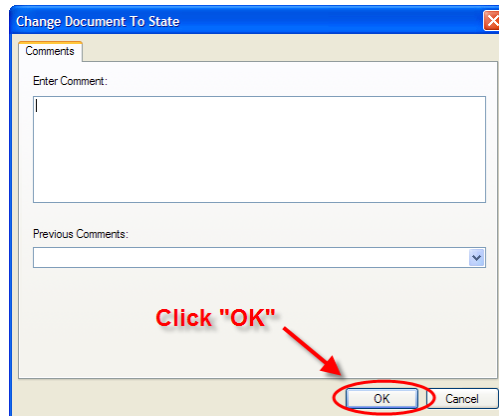 Change Document To State
Comments
Enter Comment:
Previous Comments:
Click "OK"
OK
Cancel